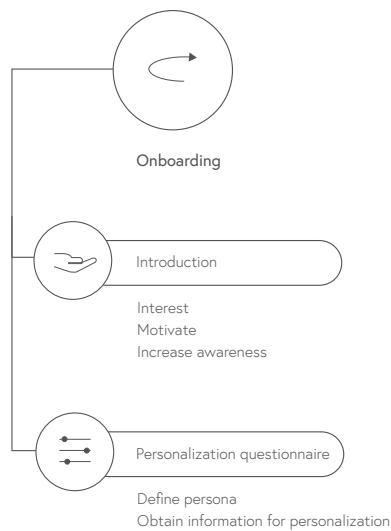 Onboarding
Introduction
Interest
Motivate
Increase awareness
Personalization questionnaire
Define persona
Obtain information for personalization